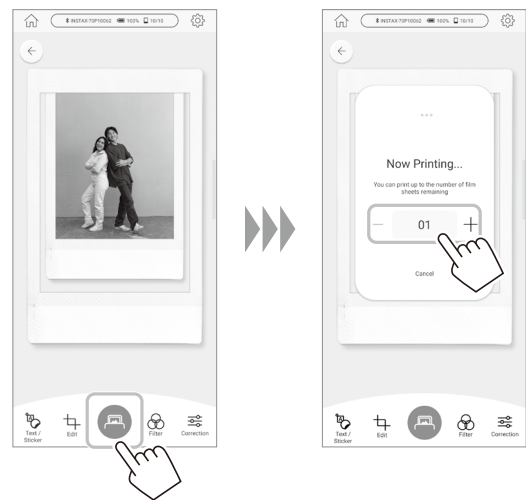 INSTAX-70P10062 100% 10/10
Text /
Sticker
Edit
Filter
Correction
INSTAX-70P10062 100% 10/10
Now Printing...
You can print up to the number of film
sheets remaining
01
Cancel
Text /
Sticker
Edit
Filter
Correction